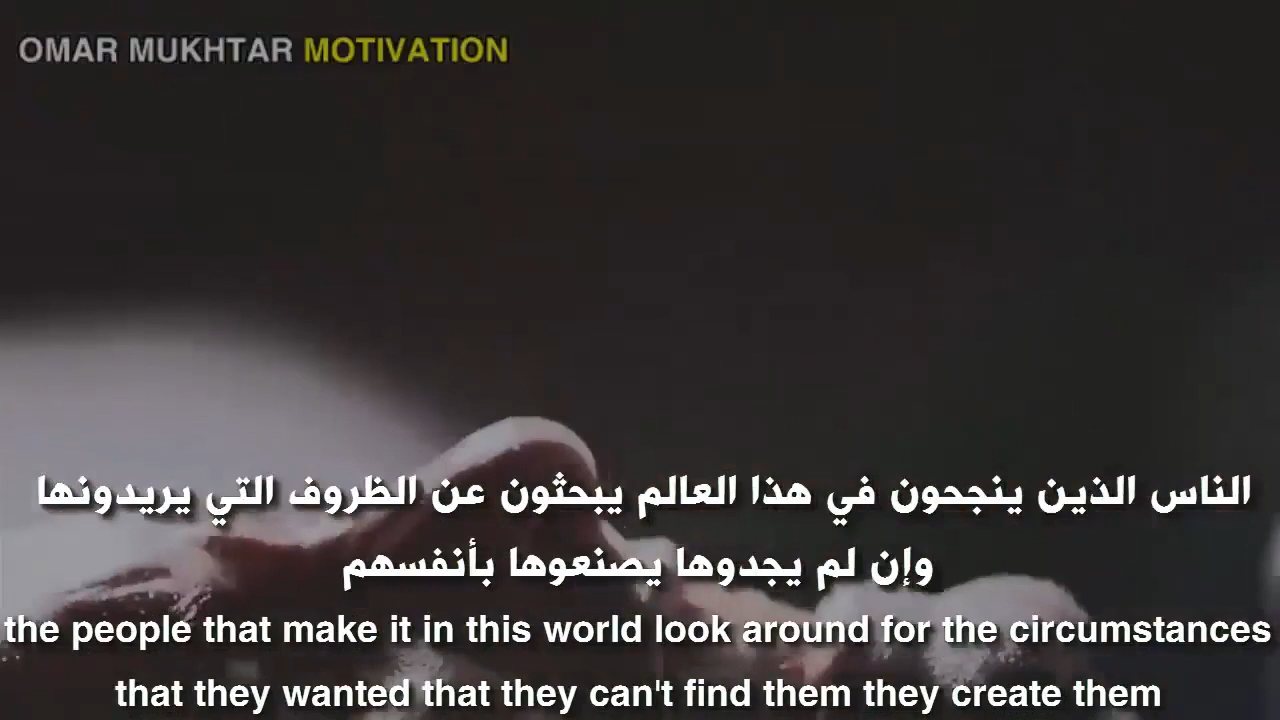 OMAR MUKHTAR MOTIVATION
الناس الذين ينجحون في هذا العالم يبحثون عن الظروف التي يريدونها
وإن لم يجدوها يصنعوها بأنفسهم
the people that make it in this world look around for the circumstances
that they wanted that they can't find them they create them